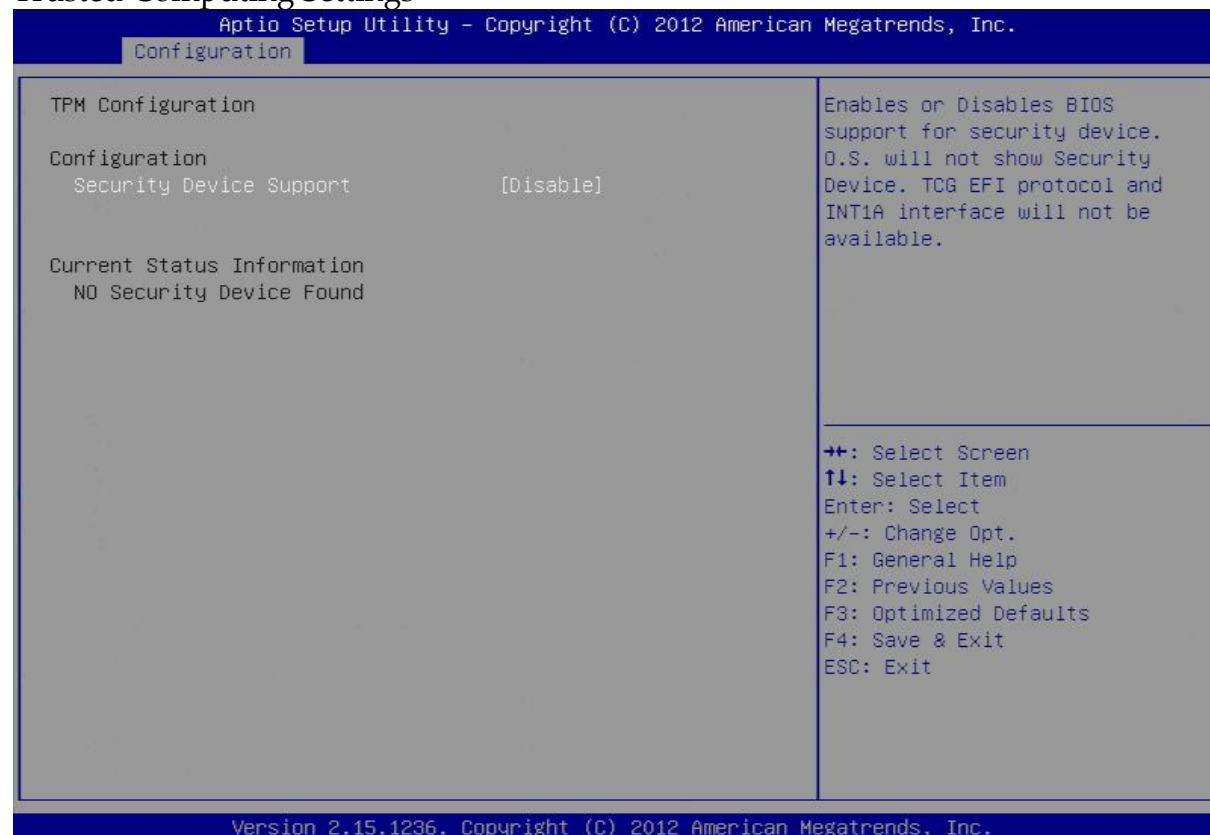 Trusted Computing Settings
Aptio Setup Utility – Copyright (C) 2012 American Megatrends, Inc.
Configuration
TPM Configuration
Configuration
Security Device Support [Disable]
Current Status Information
NO Security Device Found
Enables or Disables BIOS
support for security device.
O.S. will not show Security
Device. TCG EFI protocol and
INT1A interface will not be
available.
→←: Select Screen
↑↓: Select Item
Enter: Select
+/-: Change Opt.
F1: General Help
F2: Previous Values
F3: Optimized Defaults
F4: Save & Exit
ESC: Exit
Version 2.15.1236. Copyright (C) 2012 American Megatrends, Inc.